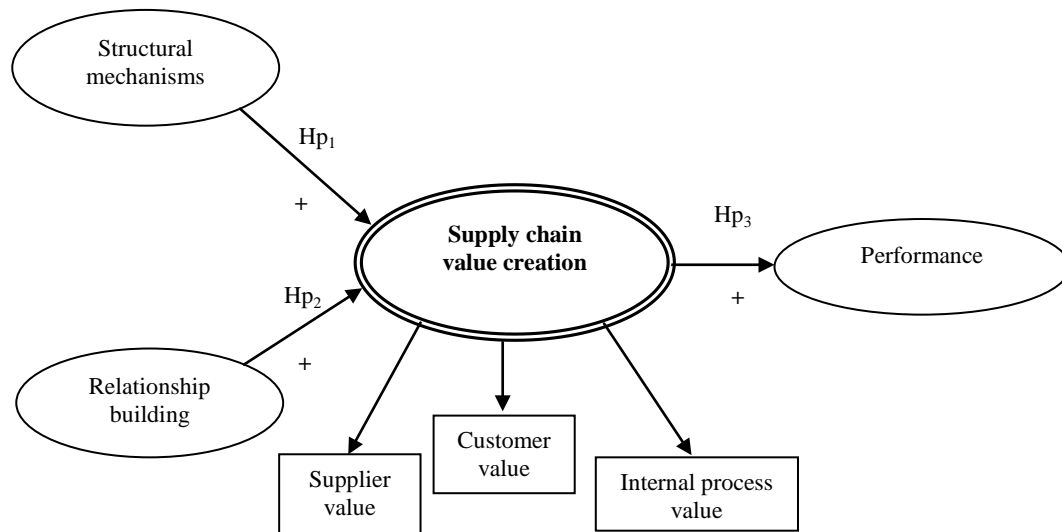 Structural
mechanisms
Hp₁
+
Supply chain
value creation
Hp₃
+
Performance
Hp₂
+
Relationship
building
Customer
value
Supplier
value
Internal process
value